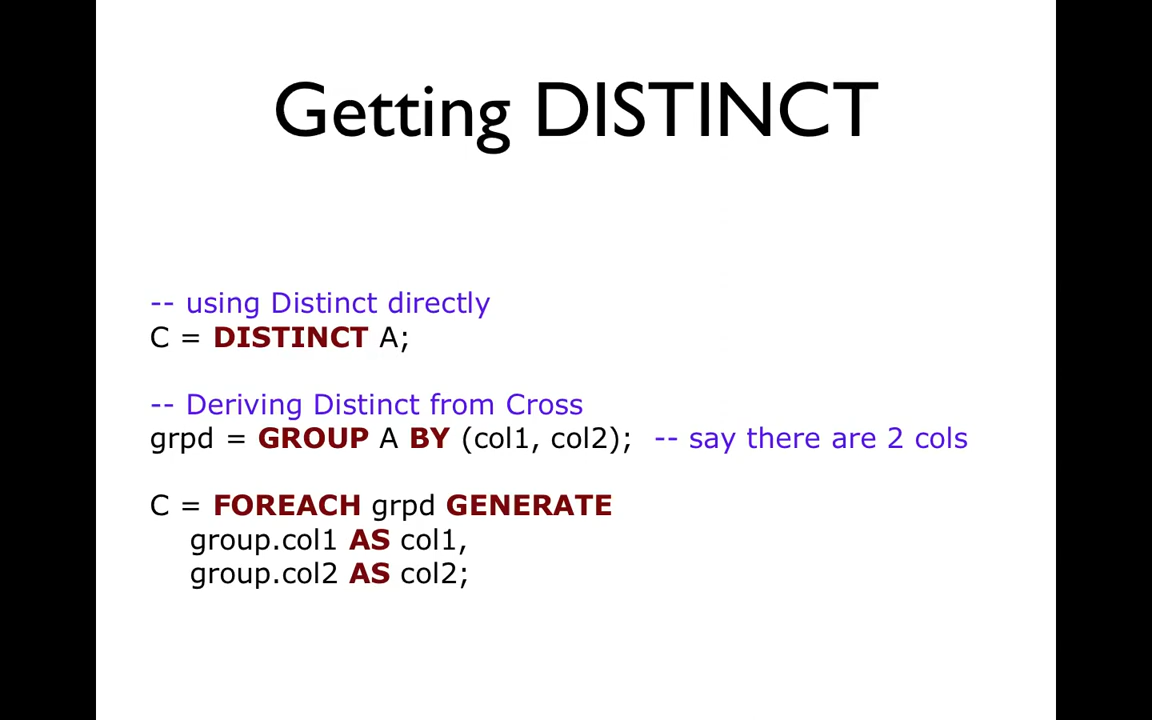 Getting DISTINCT
-- using Distinct directly
C = DISTINCT A;
-- Deriving Distinct from Cross
grpd = GROUP A BY (col1, col2);  -- say there are 2 cols
C = FOREACH grpd GENERATE
group.col1 AS col1,
group.col2 AS col2;